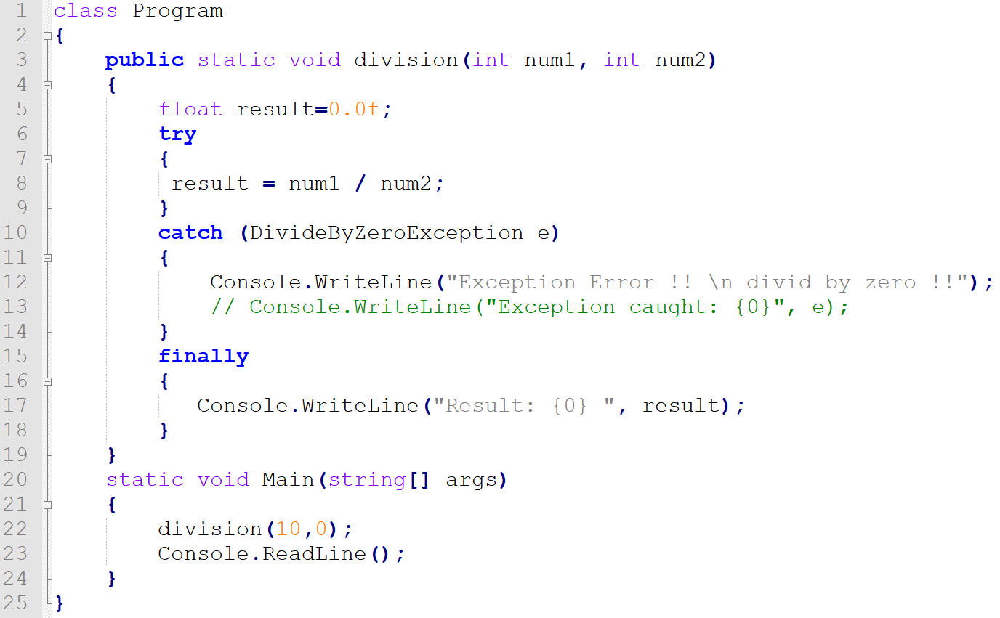 1 class Program
2 {
3     public static void division(int num1, int num2)
4     {
5         float result=0.0f;
6         try
7         {
8          result = num1 / num2;
9         }
10         catch (DivideByZeroException e)
11         {
12             Console.WriteLine("Exception Error !! \n divid by zero !!");
13             // Console.WriteLine("Exception caught: {0}", e);
14         }
15         finally
16         {
17            Console.WriteLine("Result: {0} ", result);
18         }
19     }
20     static void Main(string[] args)
21     {
22         division(10,0);
23         Console.ReadLine();
24     }
25 }